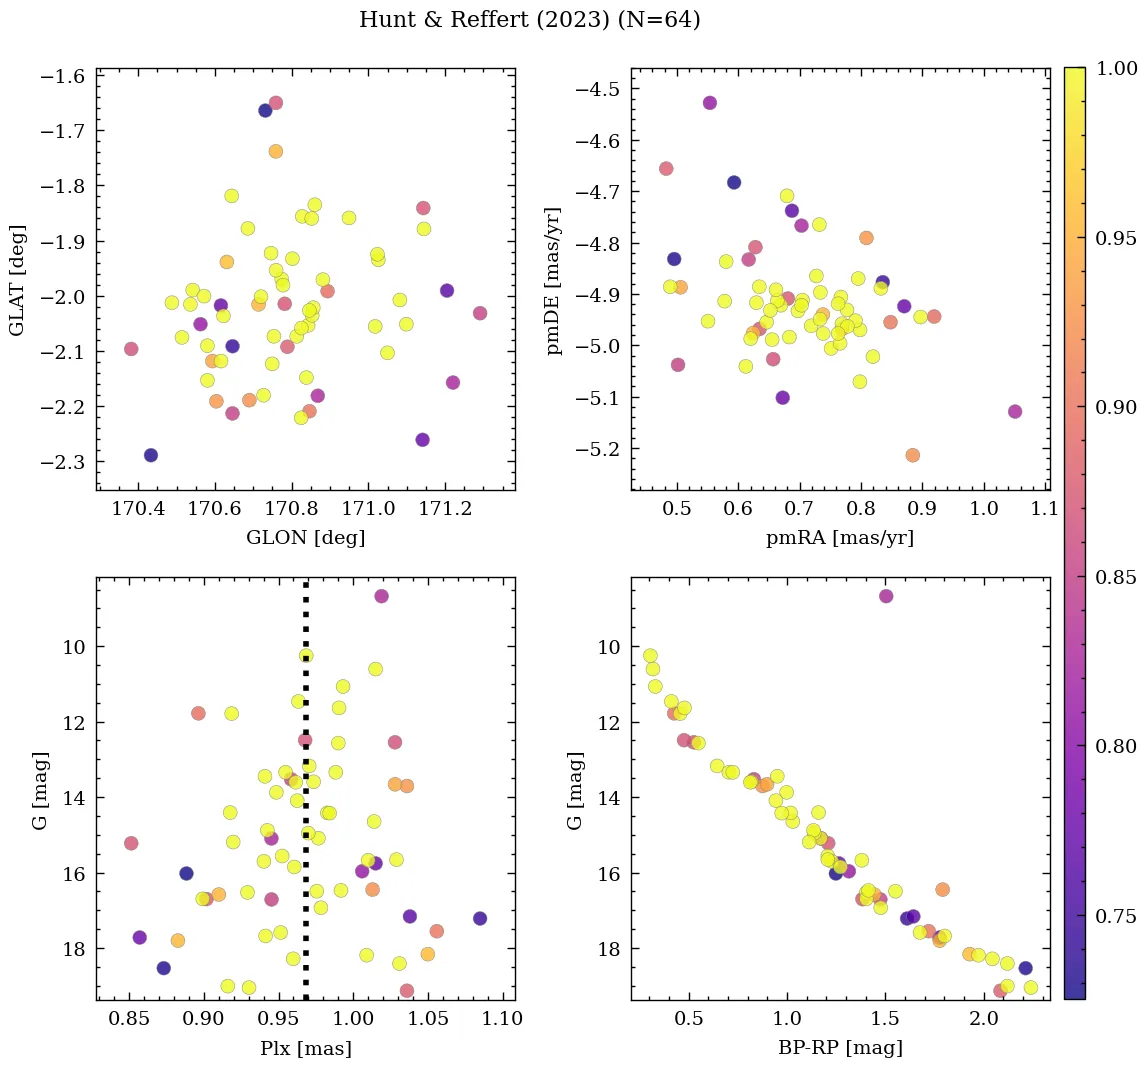 Hunt & Reffert (2023) (N=64)
−1.6
−1.7
−1.8
−1.9
−2.0
−2.1
−2.2
−2.3
GLAT [deg]
170.4 170.6 170.8 171.0 171.2
GLON [deg]
−4.5
−4.6
−4.7
−4.8
−4.9
−5.0
−5.1
−5.2
pmDE [mas/yr]
0.5 0.6 0.7 0.8 0.9 1.0 1.1
pmRA [mas/yr]
10
12
14
16
18
G [mag]
0.85 0.90 0.95 1.00 1.05 1.10
Plx [mas]
10
12
14
16
18
G [mag]
0.5 1.0 1.5 2.0
BP-RP [mag]
1.00
0.95
0.90
0.85
0.80
0.75